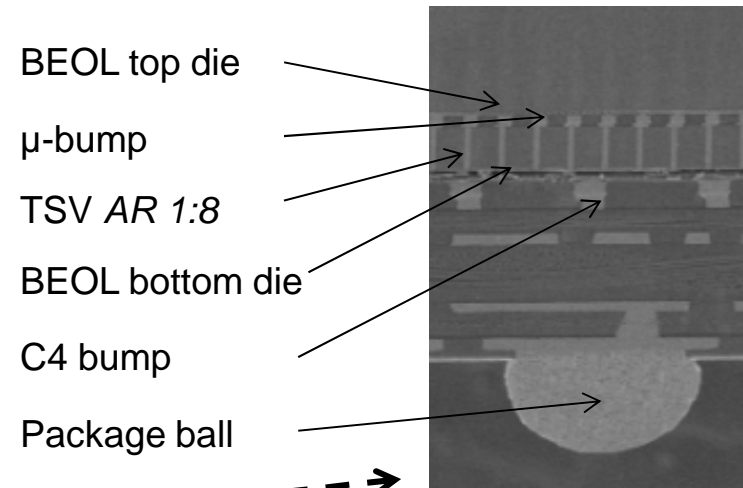 BEOL top die
μ-bump
TSV AR 1:8
BEOL bottom die
C4 bump
Package ball